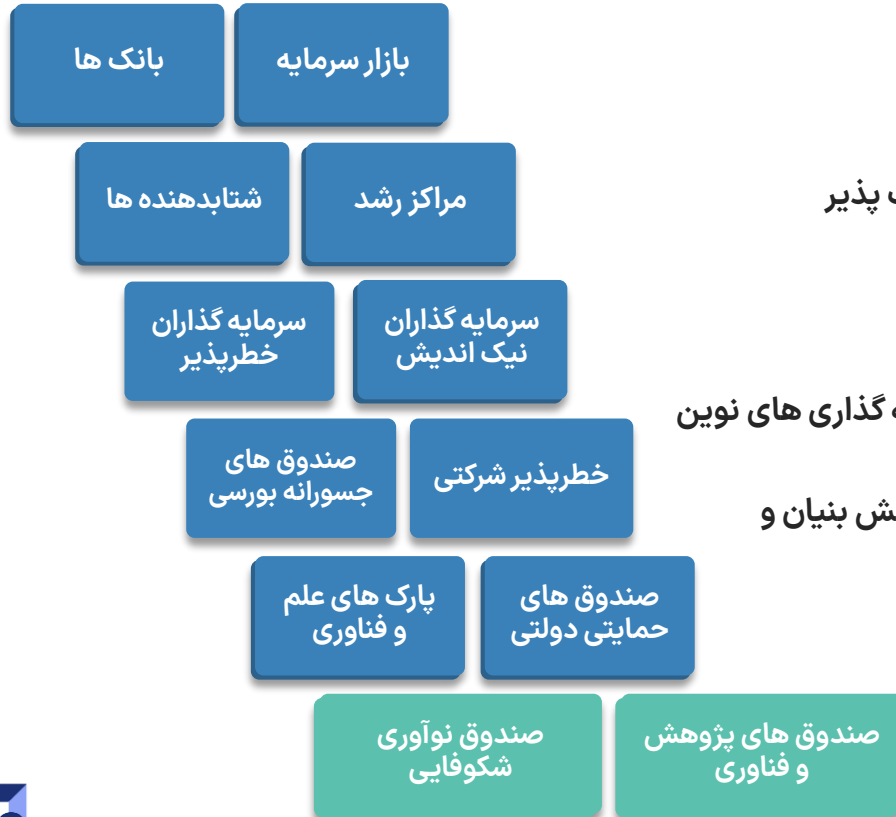 بازار سرمایه
بانک ها
مراکز رشد
شتابدهنده ها
پذیر
سرمایه گذاران
نیک اندیش
سرمایه گذاران
خطرپذیر
گذاری های نوین
خطرپذیر شرکتی
صندوق های
جسورانه بورسی
بنیان و
صندوق های
حمایتی دولتی
پارک های علم
و فناوری
صندوق های پژوهش
و فناوری
صندوق نوآوری
شکوفایی